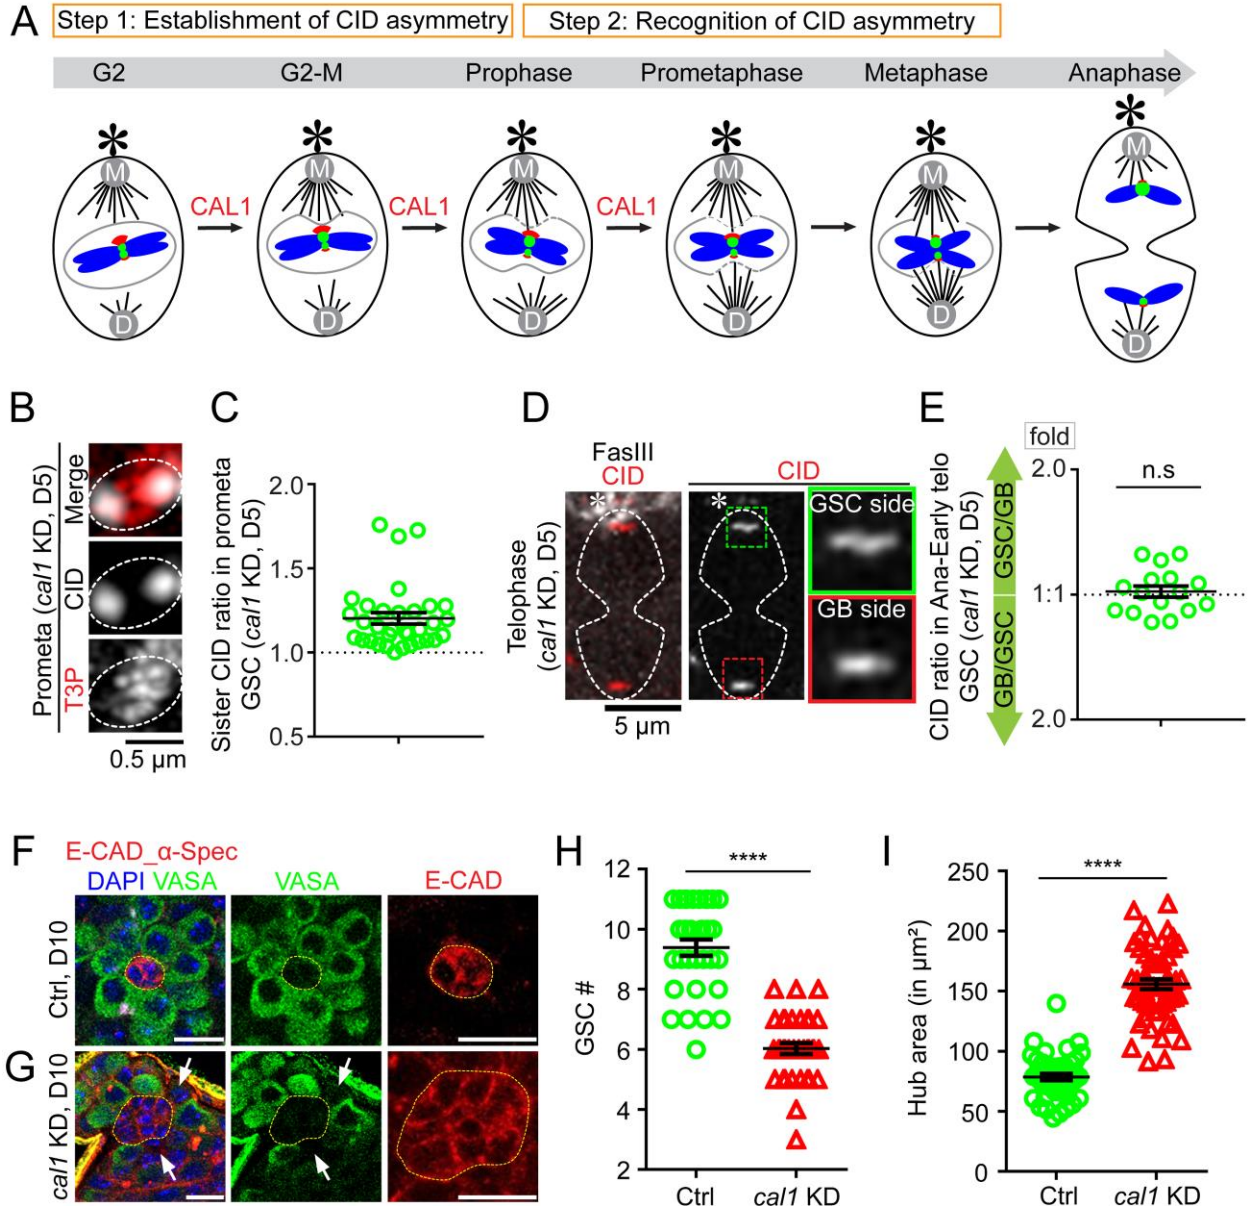 A
Step 1: Establishment of CID asymmetry
Step 2: Recognition of CID asymmetry
G2
G2-M
Prophase
Prometaphase
Metaphase
Anaphase
*
*
*
*
*
*
M
M
M
M
M
M
CAL1
CAL1
CAL1
D
D
D
D
D
D
B
Prometa (cal1 KD, D5)
Merge
CID
T3P
0.5 µm
C
Sister CID ratio in prometa
GSC (cal1 KD, D5)
2.0
1.5
1.0
0.5
D
FasIII
CID
CID
Telophase
(cal1 KD, D5)
*
*
GSC side
GB side
5 µm
E
fold
CID ratio in Ana-Early telo
GSC (cal1 KD, D5)
GB/GSC
GSC/GB
2.0
1:1
2.0
n.s
F
E-CAD_α-Spec
DAPI VASA
VASA
E-CAD
Ctrl, D10
G
cal1 KD, D10
H
GSC #
12
10
8
6
4
2
****
Ctrl
cal1 KD
I
Hub area (in µm²)
250
200
150
100
50
0
****
Ctrl
cal1 KD